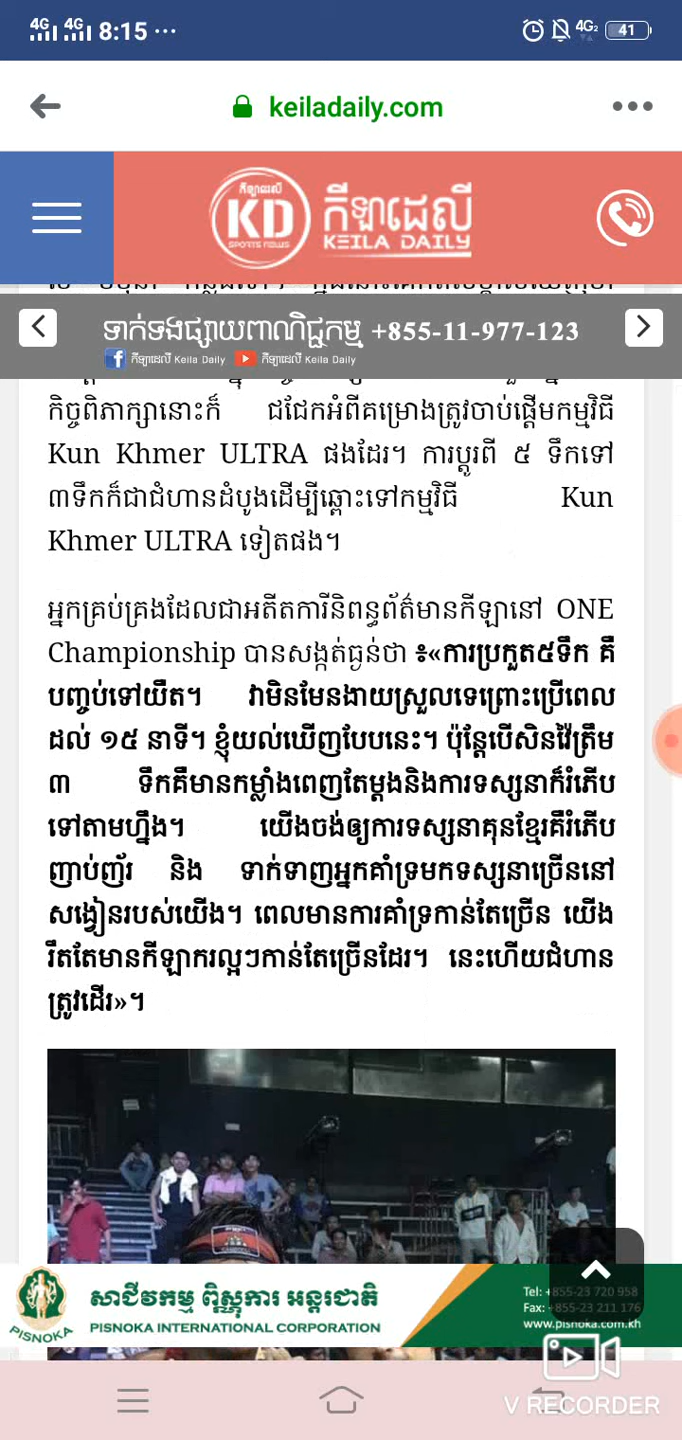 4G 4G 8:15 ... 4G2 41
keiladaily.com
កីឡាដេលី
KD
SPORTS NEWS
កីឡាដេលី
KEILA DAILY
ទាក់ទងផ្សាយពាណិជ្ជកម្ម +855-11-977-123
កីឡាដេលី Keila Daily កីឡាដេលី Keila Daily
កិច្ចពិភាក្សានោះក៏ ជជែកអំពីគម្រោងត្រូវចាប់ផ្តើមកម្មវិធី
Kun Khmer ULTRA ផងដែរ។ ការប្តូរពី ៥ ទឹកទៅ
៣ទឹកក៏ជាជំហានដំបូងដើម្បីឆ្ពោះទៅកម្មវិធី Kun
Khmer ULTRA ទៀតផង។
អ្នកគ្រប់គ្រងដែលជាអតីតការីនិពន្ធព័ត៌មានកីឡានៅ ONE
Championship បានសង្កត់ធ្ងន់ថា ៖«ការប្រកួត៥ទឹក គឺ
បញ្ចប់ទៅយឺត។ វាមិនមែនងាយស្រួលទេព្រោះប្រើពេល
ដល់ ១៥ នាទី។ ខ្ញុំយល់ឃើញបែបនេះ។ ប៉ុន្តែបើសិនវ៉ៃត្រឹម
៣ ទឹកគឺមានកម្លាំងពេញតែម្តងនិងការទស្សនាក៏រំភើប
ទៅតាមហ្នឹង។ យើងចង់ឲ្យការទស្សនាគុនខ្មែរគឺរំភើប
ញាប់ញ័រ និង ទាក់ទាញអ្នកគាំទ្រមកទស្សនាច្រើននៅ
សង្វៀនរបស់យើង។ ពេលមានការគាំទ្រកាន់តែច្រើន យើង
រឹតតែមានកីឡាករល្អៗកាន់តែច្រើនដែរ។ នេះហើយជំហាន
ត្រូវដើរ»។
សាជីវកម្ម ពិស្ណុការ អន្តរជាតិ
PISNOKA INTERNATIONAL CORPORATION
PISNOKA
Tel: +855-23 720 958
Fax: +855-23 211 176
www.pisnoka.com.kh
V RECORDER